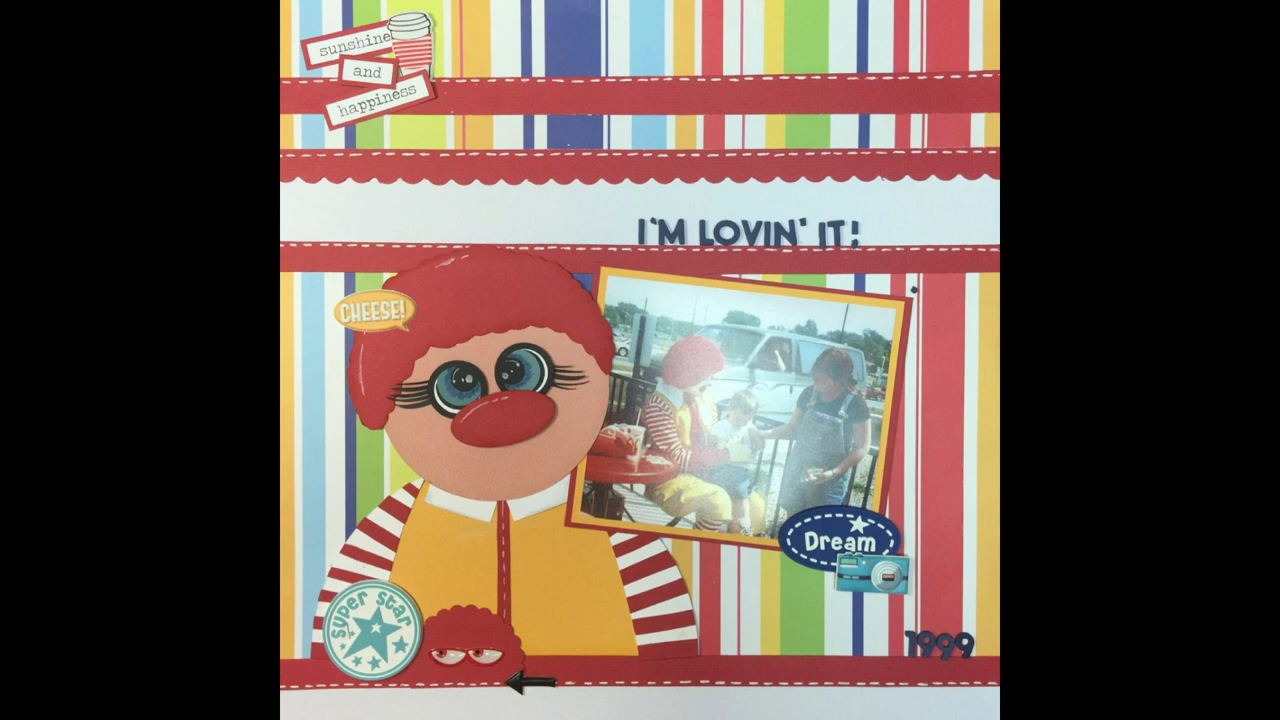 sunshine
and
happiness
I'M LOVIN' IT!
CHEESE!
Dream
super star
1999